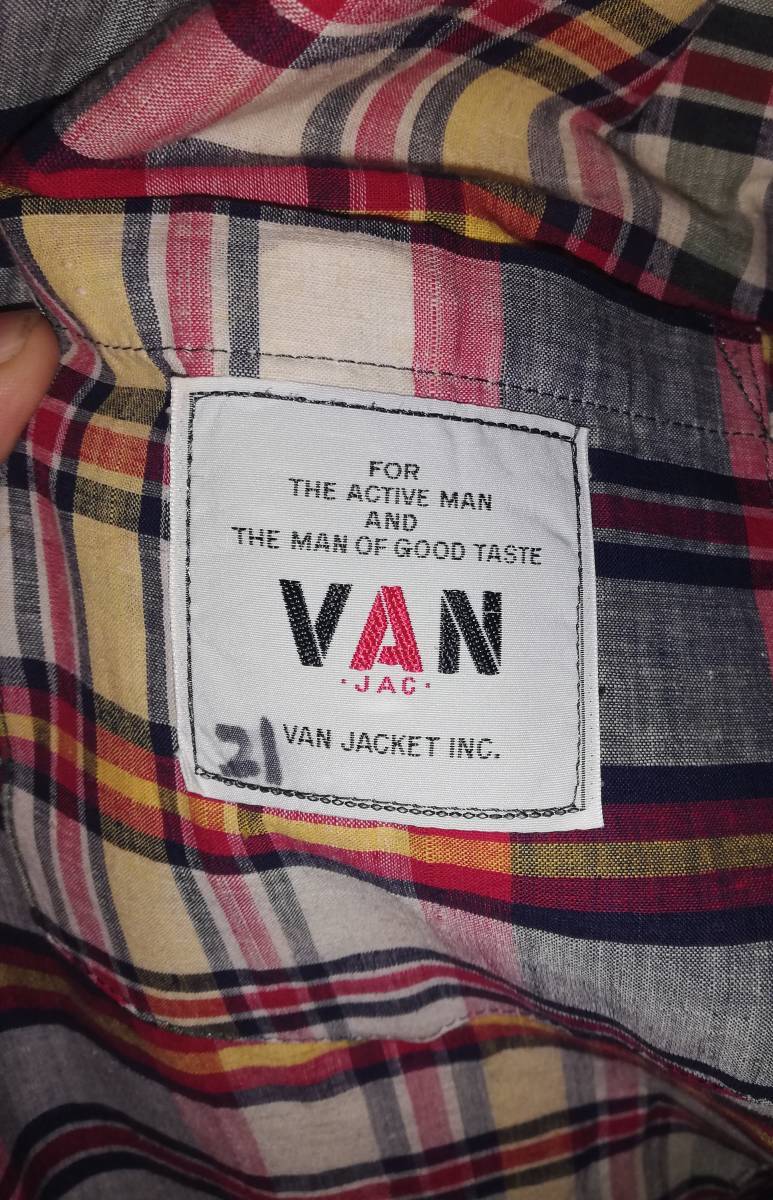 FOR
THE ACTIVE MAN
AND
THE MAN OF GOOD TASTE
VAN
·JAC·
VAN JACKET INC.
21